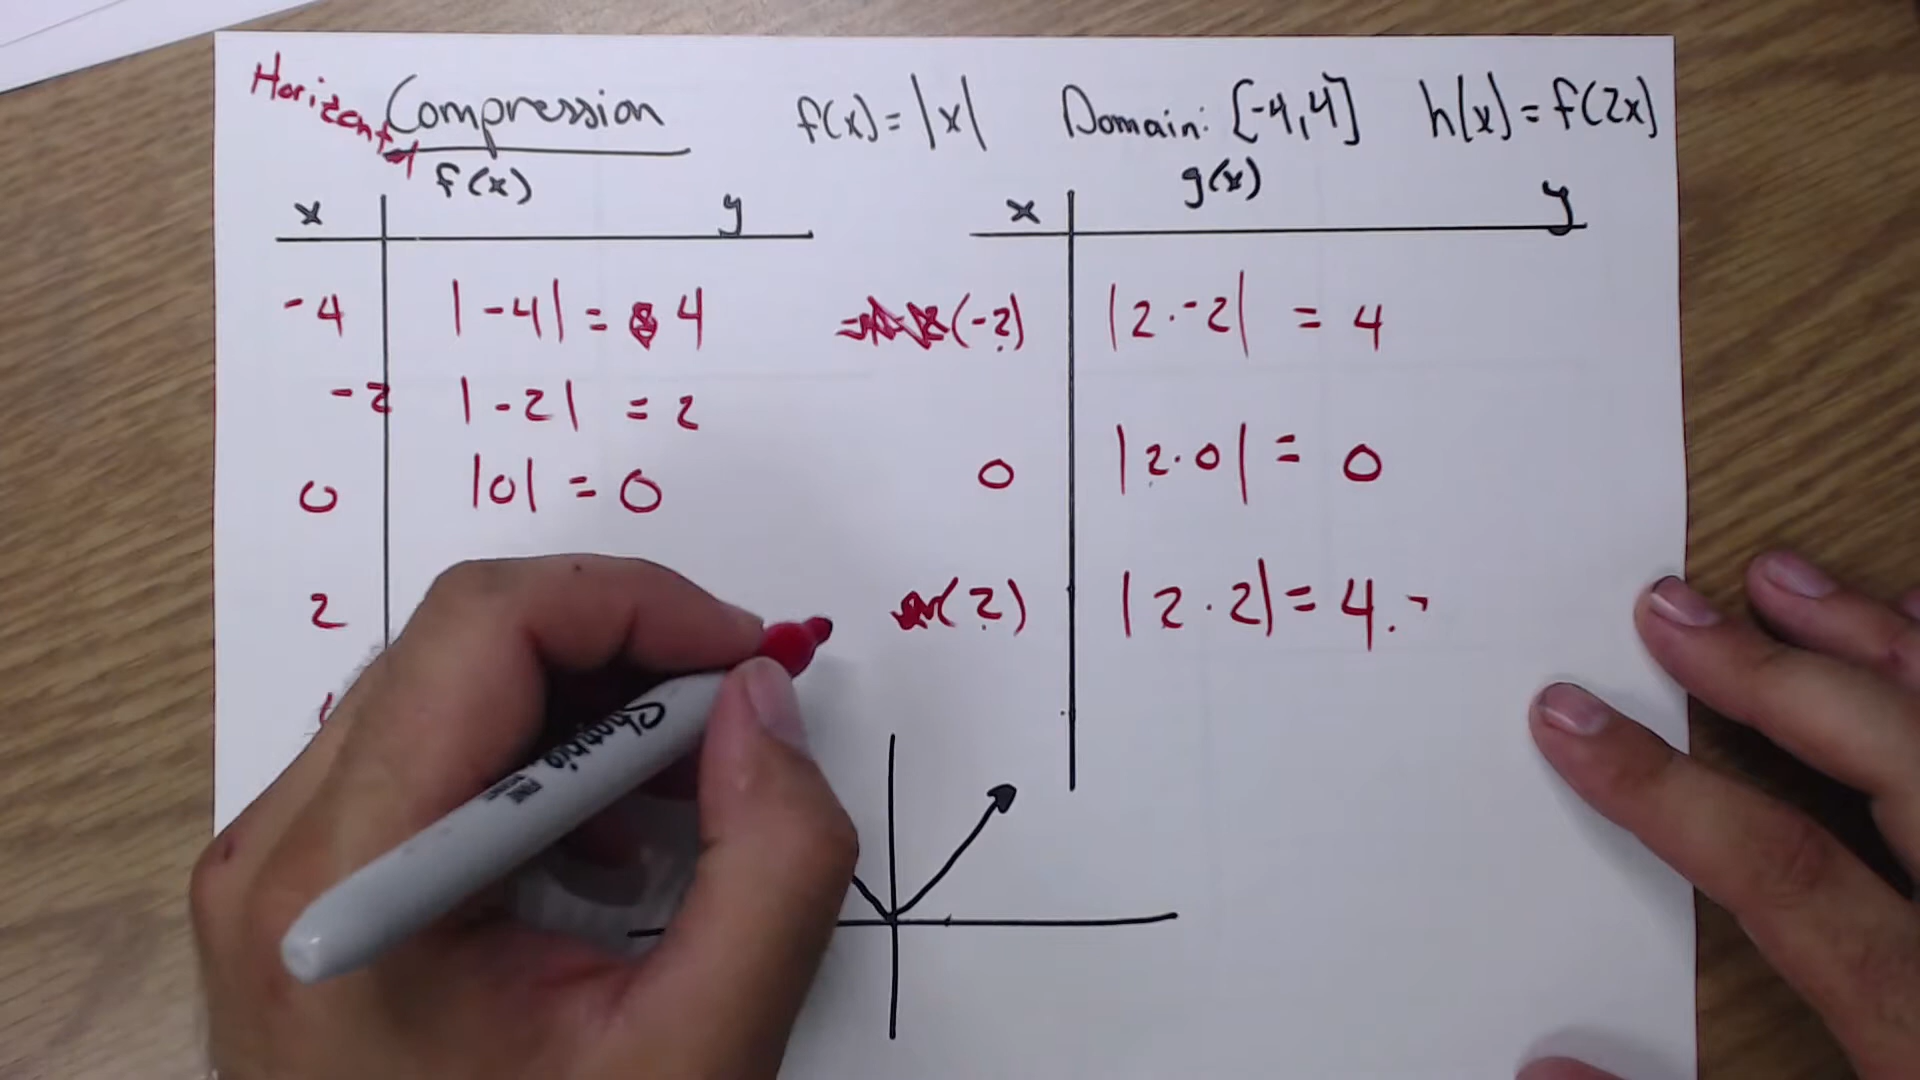 Horizontal Compression f(x) = |x| Domain: [-4,4] h(x) = f(2x)
f(x) g(x)
x y x y
-4 |-4| = 4 (-2) |2·-2| = 4
-2 |-2| = 2
0 |0| = 0 0 |2·0| = 0
2 (2) |2·2| = 4
Sharpie